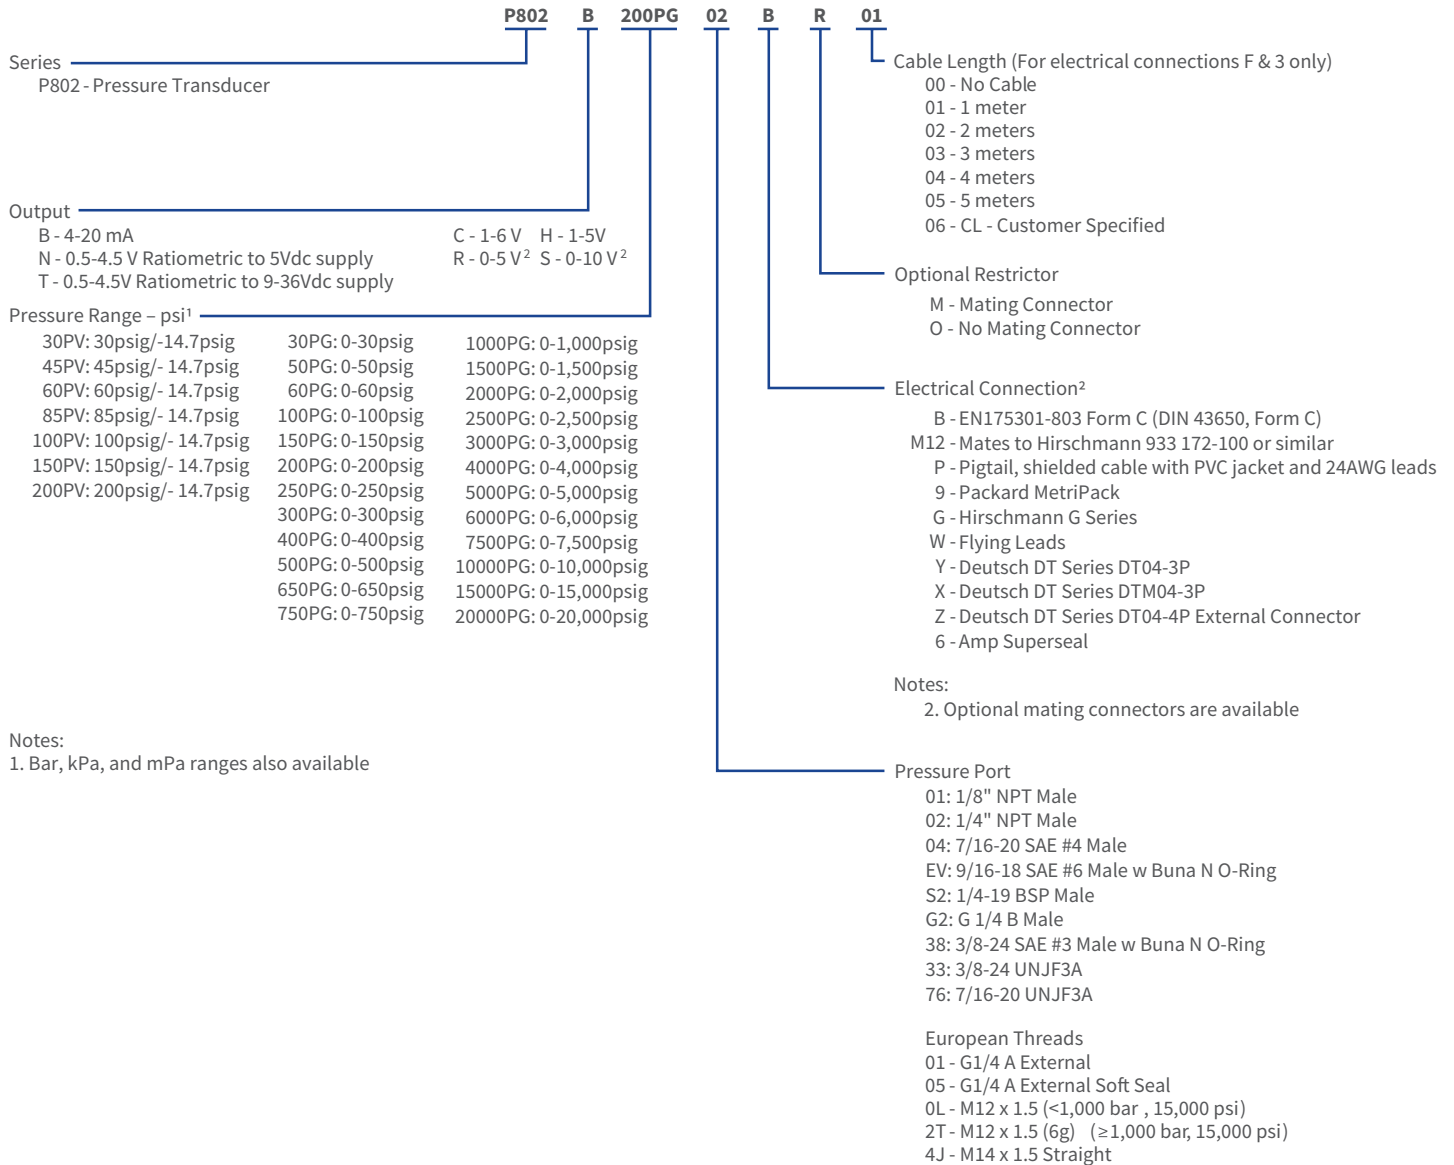 P802 B 200PG 02 B R 01
Series
P802 - Pressure Transducer
Output
B - 4-20 mA
N - 0.5-4.5 V Ratiometric to 5Vdc supply
T - 0.5-4.5V Ratiometric to 9-36Vdc supply
C - 1-6 V H - 1-5V
R - 0-5 V² S - 0-10 V²
Pressure Range – psi¹
30PV: 30psig/-14.7psig
45PV: 45psig/- 14.7psig
60PV: 60psig/- 14.7psig
85PV: 85psig/- 14.7psig
100PV: 100psig/- 14.7psig
150PV: 150psig/- 14.7psig
200PV: 200psig/- 14.7psig
30PG: 0-30psig
50PG: 0-50psig
60PG: 0-60psig
100PG: 0-100psig
150PG: 0-150psig
200PG: 0-200psig
250PG: 0-250psig
300PG: 0-300psig
400PG: 0-400psig
500PG: 0-500psig
650PG: 0-650psig
750PG: 0-750psig
1000PG: 0-1,000psig
1500PG: 0-1,500psig
2000PG: 0-2,000psig
2500PG: 0-2,500psig
3000PG: 0-3,000psig
4000PG: 0-4,000psig
5000PG: 0-5,000psig
6000PG: 0-6,000psig
7500PG: 0-7,500psig
10000PG: 0-10,000psig
15000PG: 0-15,000psig
20000PG: 0-20,000psig
Notes:
1. Bar, kPa, and mPa ranges also available
Cable Length (For electrical connections F & 3 only)
00 - No Cable
01 - 1 meter
02 - 2 meters
03 - 3 meters
04 - 4 meters
05 - 5 meters
06 - CL - Customer Specified
Optional Restrictor
M - Mating Connector
O - No Mating Connector
Electrical Connection²
B - EN175301-803 Form C (DIN 43650, Form C)
M12 - Mates to Hirschmann 933 172-100 or similar
P - Pigtail, shielded cable with PVC jacket and 24AWG leads
9 - Packard MetriPack
G - Hirschmann G Series
W - Flying Leads
Y - Deutsch DT Series DT04-3P
X - Deutsch DT Series DTM04-3P
Z - Deutsch DT Series DT04-4P External Connector
6 - Amp Superseal
Notes:
2. Optional mating connectors are available
Pressure Port
01: 1/8" NPT Male
02: 1/4" NPT Male
04: 7/16-20 SAE #4 Male
EV: 9/16-18 SAE #6 Male w Buna N O-Ring
S2: 1/4-19 BSP Male
G2: G 1/4 B Male
38: 3/8-24 SAE #3 Male w Buna N O-Ring
33: 3/8-24 UNJF3A
76: 7/16-20 UNJF3A
European Threads
01 - G1/4 A External
05 - G1/4 A External Soft Seal
0L - M12 x 1.5 (<1,000 bar , 15,000 psi)
2T - M12 x 1.5 (6g) (≥1,000 bar, 15,000 psi)
4J - M14 x 1.5 Straight